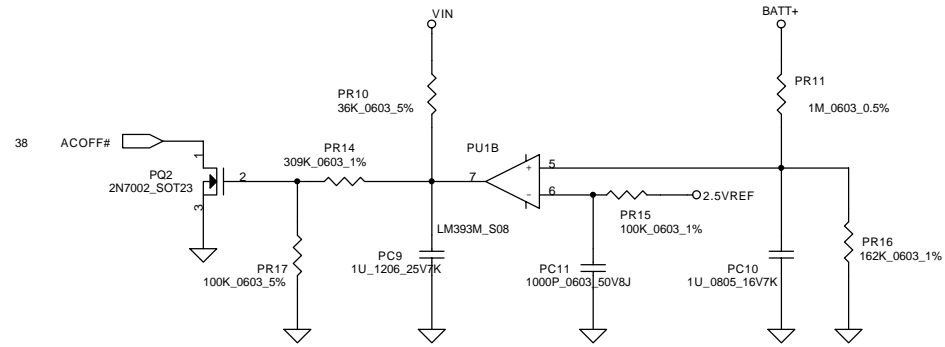 VIN
BATT+
PR10
36K_0603_5%
PR11
1M_0603_0.5%
38 ACOFF#
PR14
309K_0603_1%
PU1B
1
2
3
PQ2
2N7002_SOT23
7
+
5
-
6
2.5VREF
PR15
100K_0603_1%
LM393M_S08
PR17
100K_0603_5%
PC9
1U_1206_25V7K
PC11
1000P_0603_50V8J
PC10
1U_0805_16V7K
PR16
162K_0603_1%